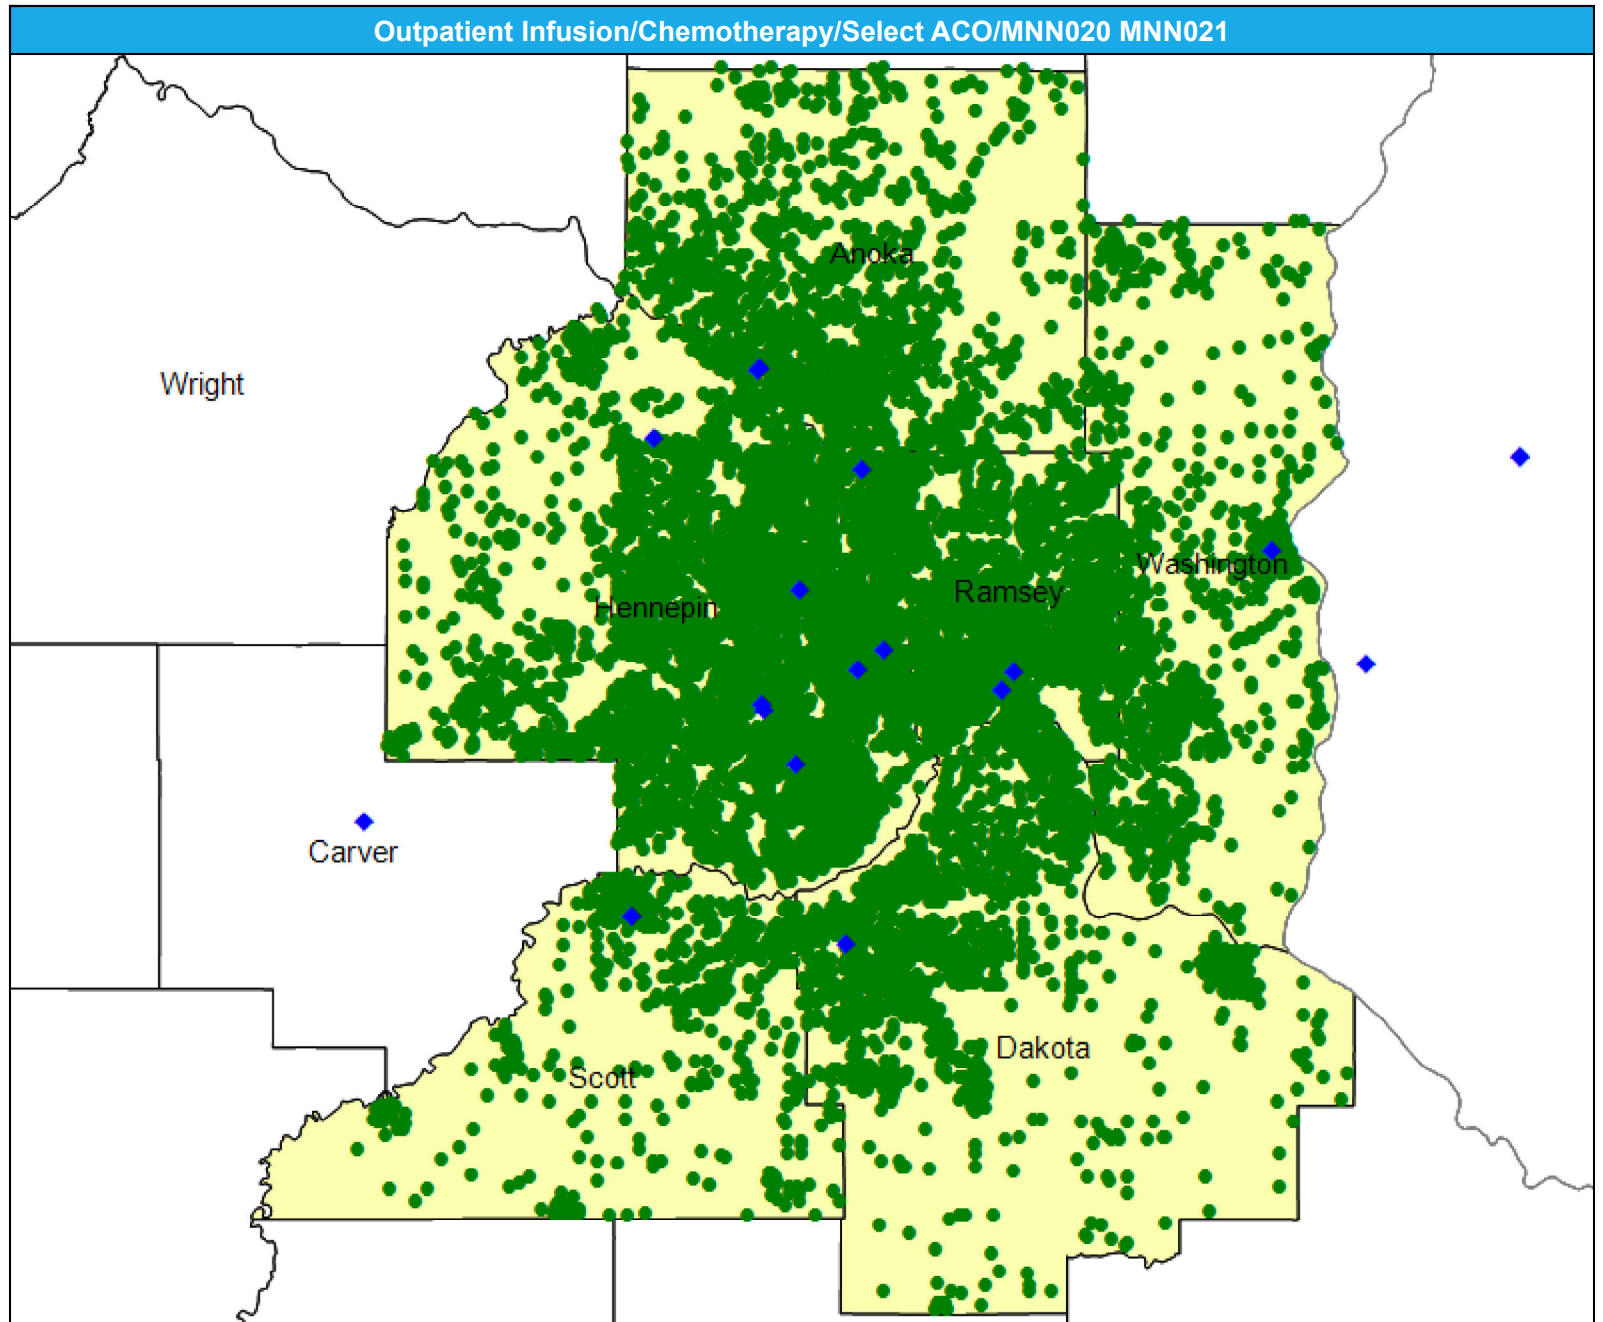 Outpatient Infusion/Chemotherapy/Select ACO/MNN020 MNN021
Anoka
Wright
Washington
Ramsey
Hennepin
Carver
Dakota
Scott